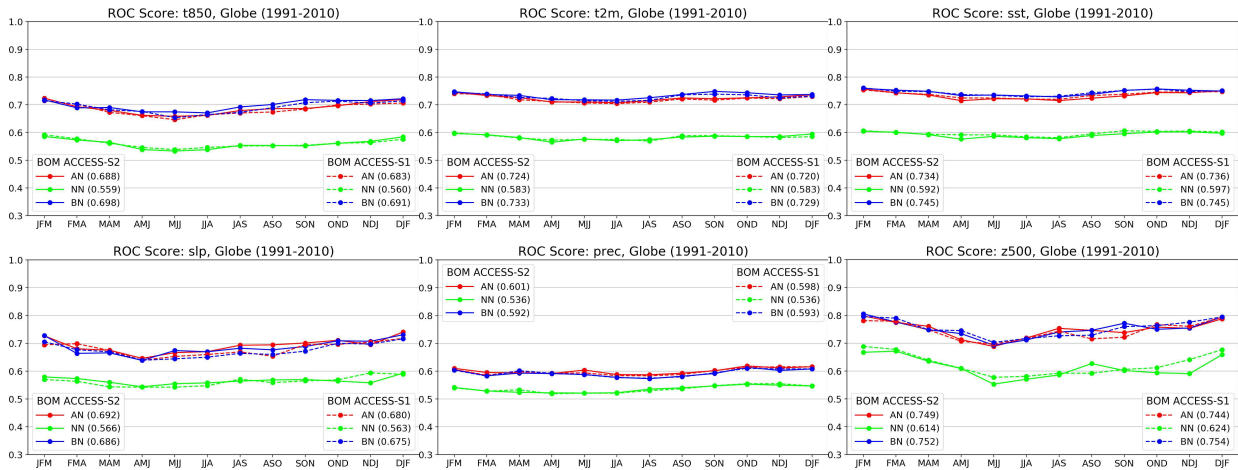 ROC Score: t850, Globe (1991-2010)
1.0
0.9
0.8
0.7
0.6
0.5
0.4
0.3
BOM ACCESS-S2
AN (0.688)
NN (0.559)
BN (0.698)
BOM ACCESS-S1
AN (0.683)
NN (0.560)
BN (0.691)
JFM FMA MAM AMJ MJJ JJA JAS ASO SON OND NDJ DJF
ROC Score: t2m, Globe (1991-2010)
1.0
0.9
0.8
0.7
0.6
0.5
0.4
0.3
BOM ACCESS-S2
AN (0.724)
NN (0.583)
BN (0.733)
BOM ACCESS-S1
AN (0.720)
NN (0.583)
BN (0.729)
JFM FMA MAM AMJ MJJ JJA JAS ASO SON OND NDJ DJF
ROC Score: sst, Globe (1991-2010)
1.0
0.9
0.8
0.7
0.6
0.5
0.4
0.3
BOM ACCESS-S2
AN (0.734)
NN (0.592)
BN (0.745)
BOM ACCESS-S1
AN (0.736)
NN (0.597)
BN (0.745)
JFM FMA MAM AMJ MJJ JJA JAS ASO SON OND NDJ DJF
ROC Score: slp, Globe (1991-2010)
1.0
0.9
0.8
0.7
0.6
0.5
0.4
0.3
BOM ACCESS-S2
AN (0.692)
NN (0.566)
BN (0.686)
BOM ACCESS-S1
AN (0.680)
NN (0.563)
BN (0.675)
JFM FMA MAM AMJ MJJ JJA JAS ASO SON OND NDJ DJF
ROC Score: prec, Globe (1991-2010)
1.0
0.9
0.8
0.7
0.6
0.5
0.4
0.3
BOM ACCESS-S2
AN (0.601)
NN (0.536)
BN (0.592)
BOM ACCESS-S1
AN (0.598)
NN (0.536)
BN (0.593)
JFM FMA MAM AMJ MJJ JJA JAS ASO SON OND NDJ DJF
ROC Score: z500, Globe (1991-2010)
1.0
0.9
0.8
0.7
0.6
0.5
0.4
0.3
BOM ACCESS-S2
AN (0.749)
NN (0.614)
BN (0.752)
BOM ACCESS-S1
AN (0.744)
NN (0.624)
BN (0.754)
JFM FMA MAM AMJ MJJ JJA JAS ASO SON OND NDJ DJF